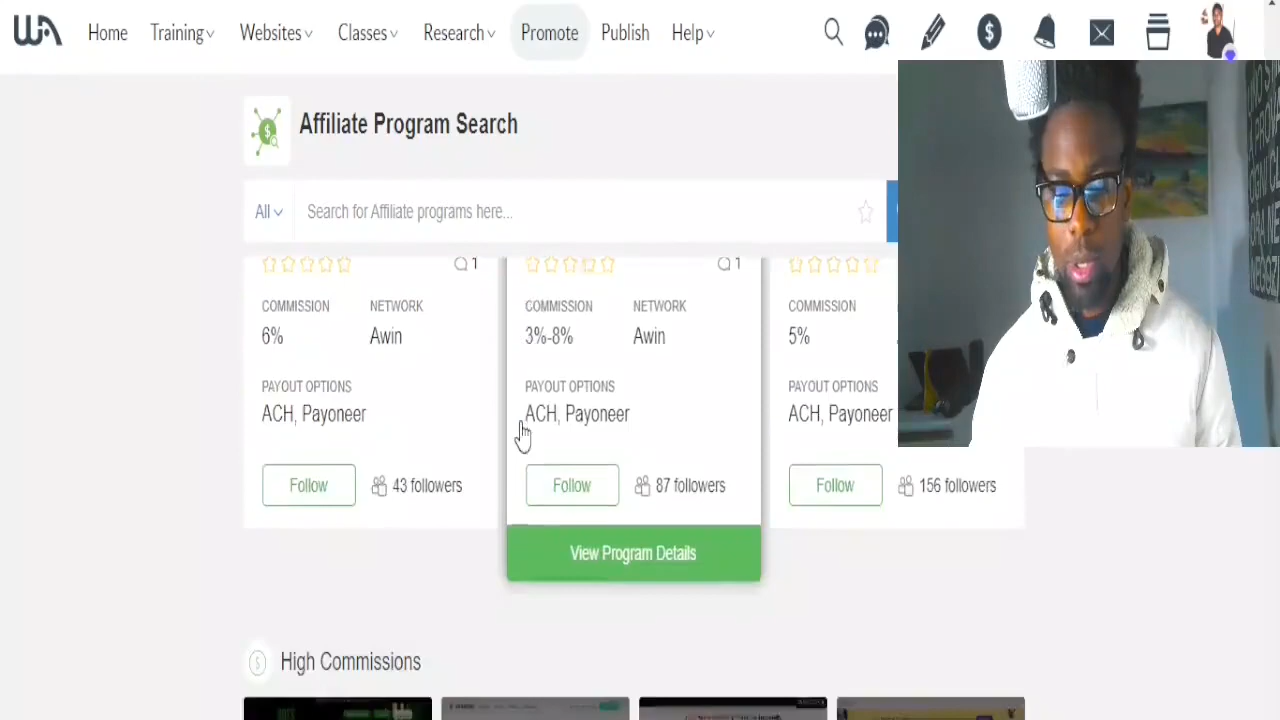 WA Home Training Websites Classes Research Promote Publish Help
Affiliate Program Search
All Search for Affiliate programs here...
1 1
COMMISSION NETWORK COMMISSION NETWORK COMMISSION
6% Awin 3%-8% Awin 5%
PAYOUT OPTIONS PAYOUT OPTIONS PAYOUT OPTIONS
ACH, Payoneer ACH, Payoneer ACH, Payoneer
Follow 43 followers Follow 87 followers Follow 156 followers
View Program Details
High Commissions